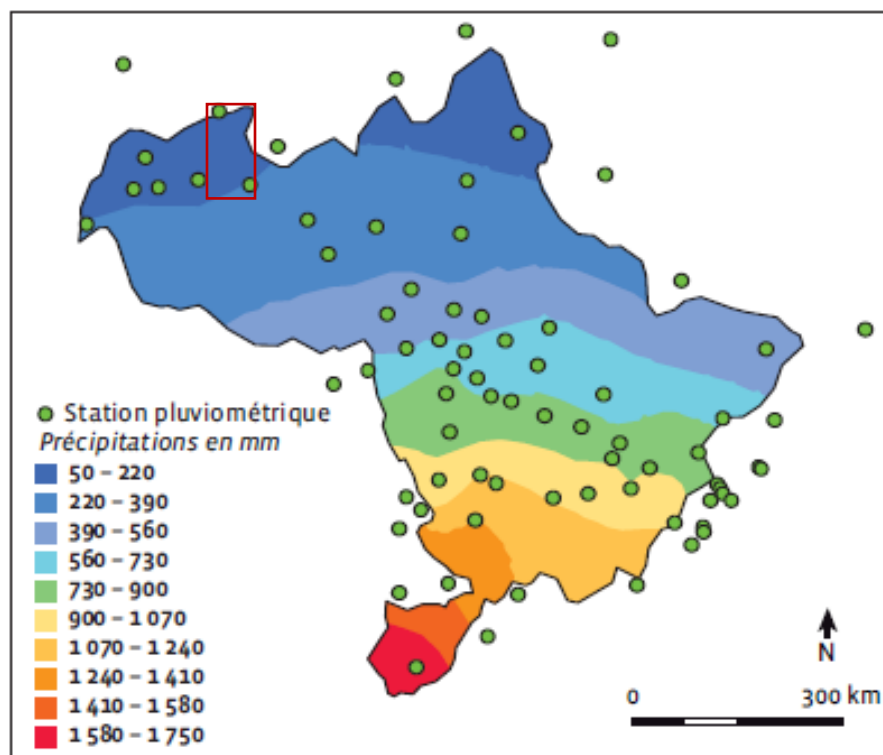 Station pluviométrique
Précipitations en mm
50 – 220
220 – 390
390 – 560
560 – 730
730 – 900
900 – 1 070
1 070 – 1 240
1 240 – 1 410
1 410 – 1 580
1 580 – 1 750
N
0 300 km